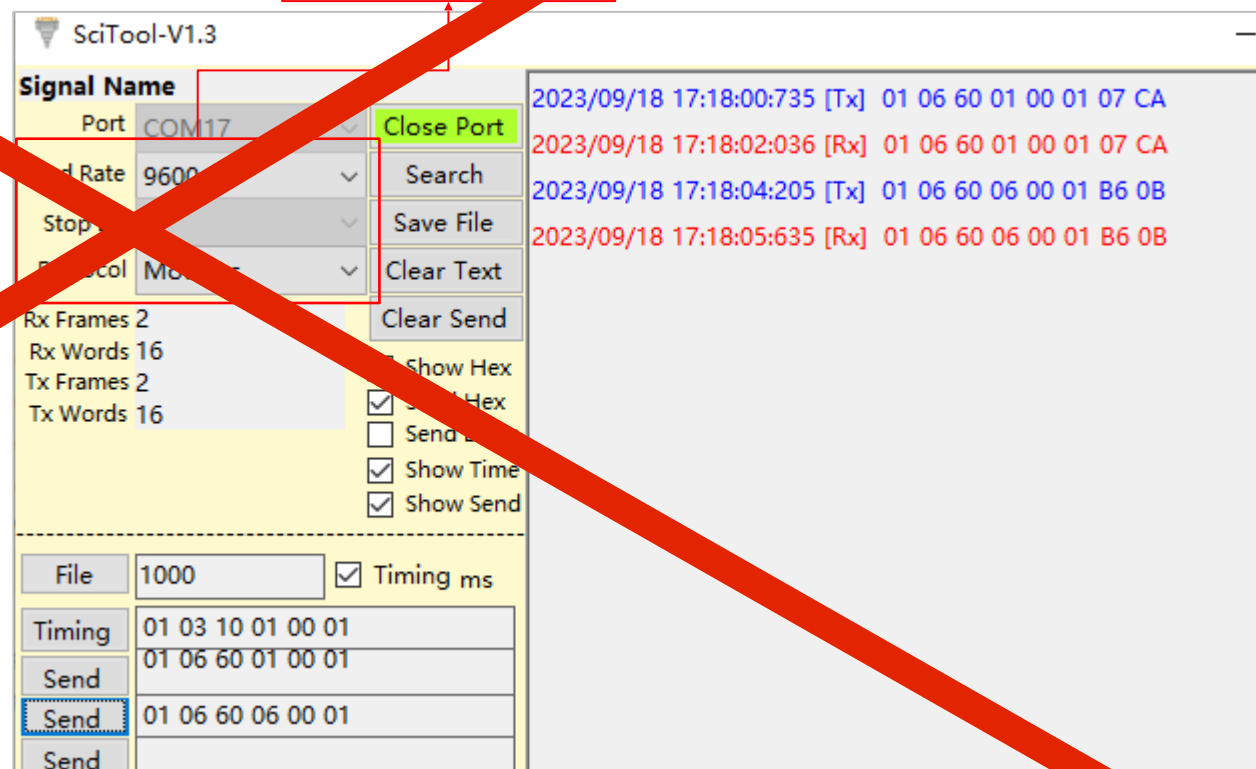 SciTool-V1.3
Signal Name
Port COM17 Close Port
Rate 9600 Search
Stop Save File
Clear Text
Rx Frames 2 Clear Send
Rx Words 16
Show Hex
Tx Frames 2
Hex
Tx Words 16
Send
Show Time
Show Send
File 1000 Timing ms
Timing 01 03 10 01 00 01
Send 01 06 60 01 00 01
Send 01 06 60 06 00 01
Send
2023/09/18 17:18:00:735 [Tx] 01 06 60 01 00 01 07 CA
2023/09/18 17:18:02:036 [Rx] 01 06 60 01 00 01 07 CA
2023/09/18 17:18:04:205 [Tx] 01 06 60 06 00 01 B6 0B
2023/09/18 17:18:05:635 [Rx] 01 06 60 06 00 01 B6 0B